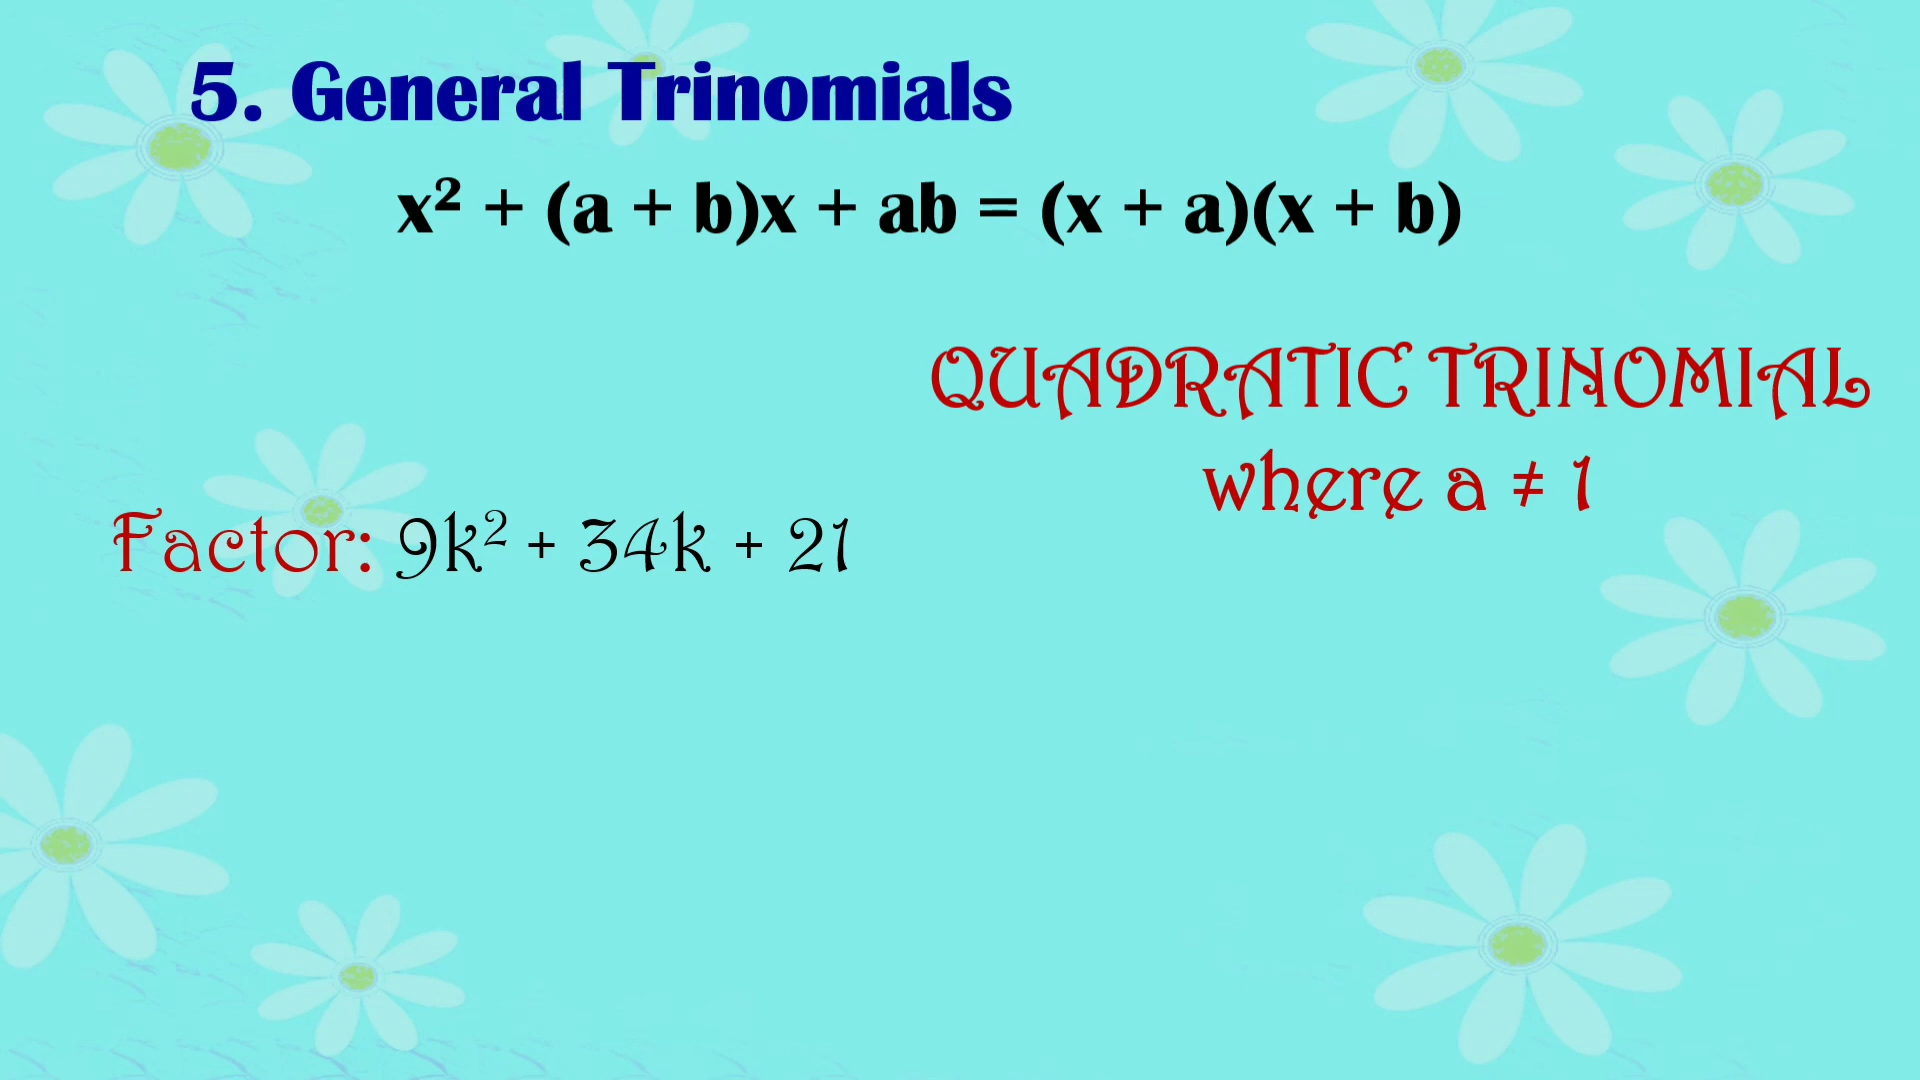 5. General Trinomials
x² + (a + b)x + ab = (x + a)(x + b)
QUADRATIC TRINOMIAL
where a ≠ 1
Factor: 9k² + 34k + 21